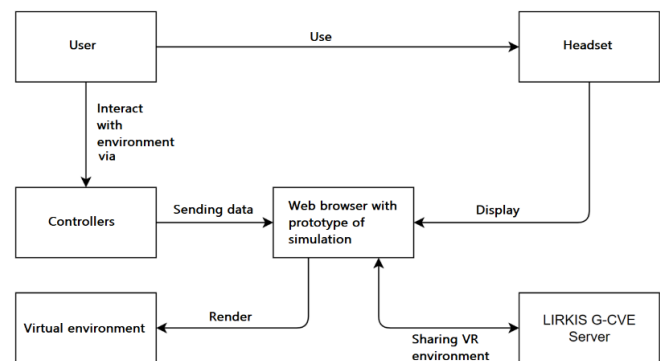 User
Use
Headset
Interact
with
environment
via
Controllers
Sending data
Web browser with
prototype of
simulation
Display
Virtual environment
Render
Sharing VR
environment
LIRKIS G-CVE
Server